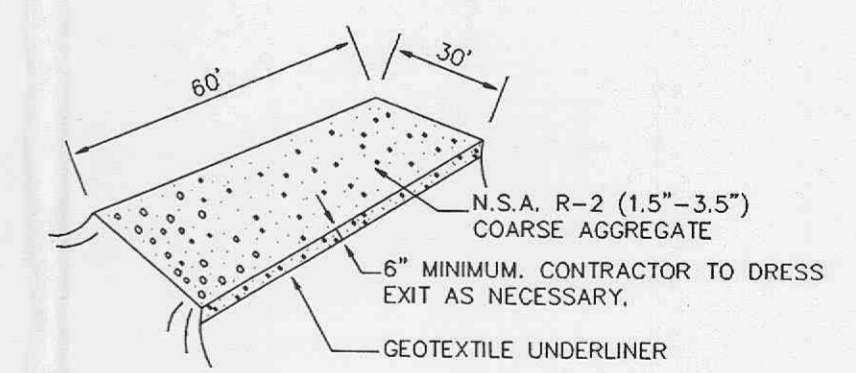 60'
30'
N.S.A. R-2 (1.5"-3.5")
COARSE AGGREGATE
6" MINIMUM. CONTRACTOR TO DRESS
EXIT AS NECESSARY.
GEOTEXTILE UNDERLINER